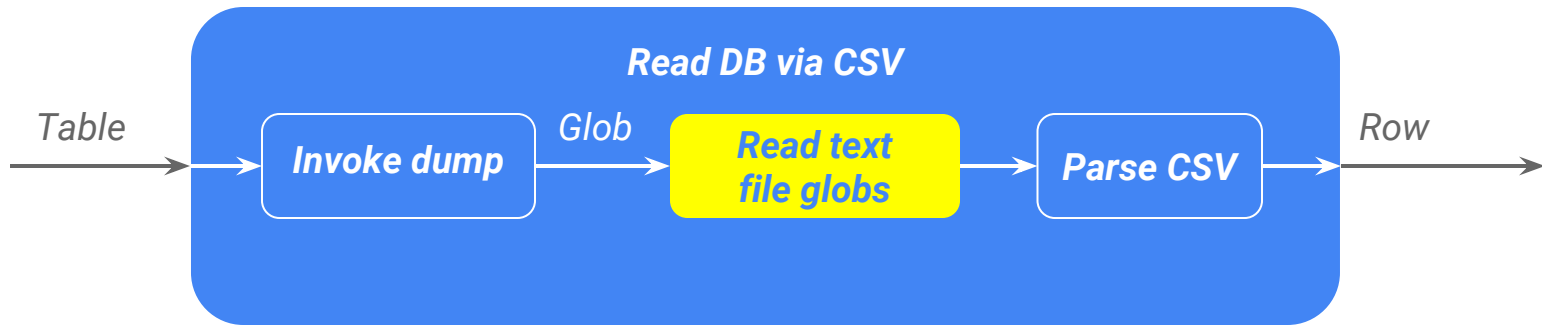 Read DB via CSV
Table
Invoke dump
Glob
Read text
file globs
Parse CSV
Row